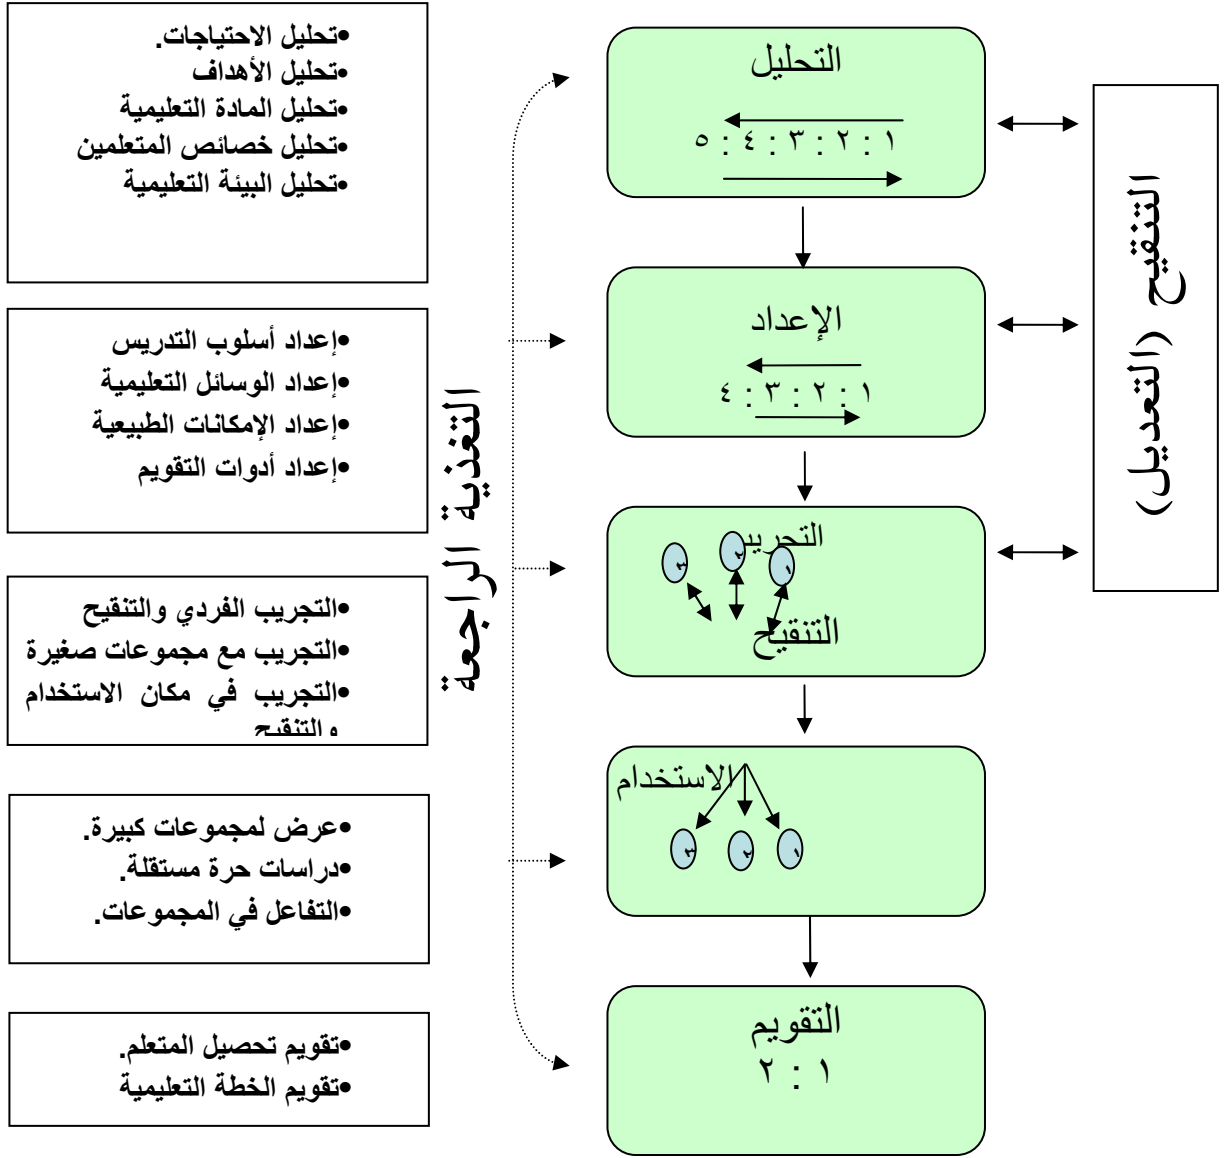 •تحليل الاحتياجات.
•تحليل الأهداف
•تحليل المادة التعليمية
•تحليل خصائص المتعلمين
•تحليل البيئة التعليمية
•إعداد أسلوب التدريس
•إعداد الوسائل التعليمية
•إعداد الإمكانات الطبيعية
•إعداد أدوات التقويم
•التجريب الفردي والتنقيح
•التجريب مع مجموعات صغيرة
•التجريب في مكان الاستخدام
والتنقيح
•عرض لمجموعات كبيرة.
•دراسات حرة مستقلة.
•التفاعل في المجموعات.
•تقويم تحصيل المتعلم.
•تقويم الخطة التعليمية
التغذية الراجعة
التحليل
١ : ٢ : ٣ : ٤ : ٥
الإعداد
١ : ٢ : ٣ : ٤
التجريب
١
٢
٣
التنقيح
الاستخدام
١
٢
٣
التقويم
١ : ٢
التنقيح (التعديل)